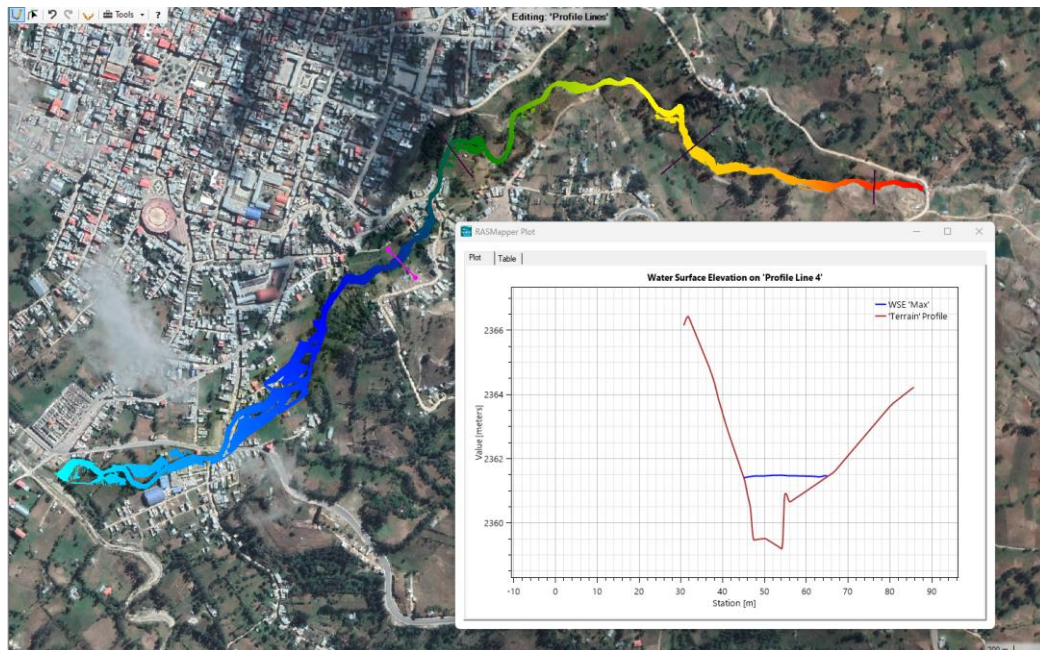 Tools ?
Editing: 'Profile Lines'
RASMapper Plot
Plot Table
Water Surface Elevation on 'Profile Line 4'
WSE 'Max'
'Terrain' Profile
2366
2364
2362
2360
Value [meters]
-10 0 10 20 30 40 50 60 70 80 90
Station [m]